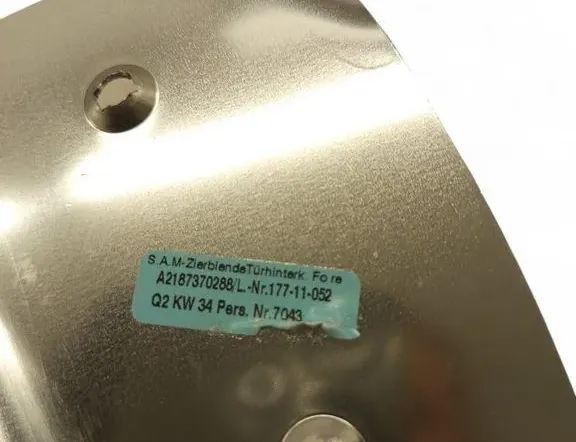 S.A.M-ZierblendeTürhinterk. Fo re
A2187370288/L.-Nr.177-11-052
Q2 KW 34 Pers. Nr.7043